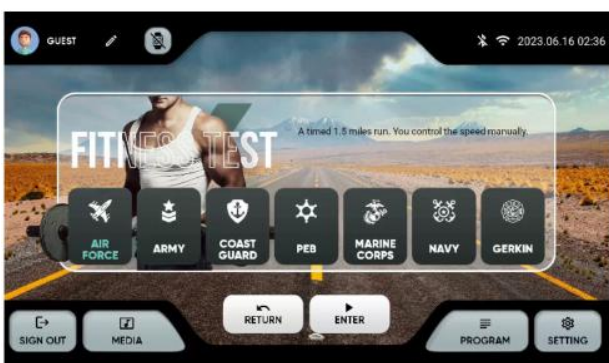 GUEST
2023.06.16 02:36
FITNESS TEST
A timed 1.5 miles run. You control the speed manually.
AIR
FORCE
ARMY
COAST
GUARD
PEB
MARINE
CORPS
NAVY
GERKIN
RETURN
ENTER
SIGN OUT
MEDIA
PROGRAM
SETTING